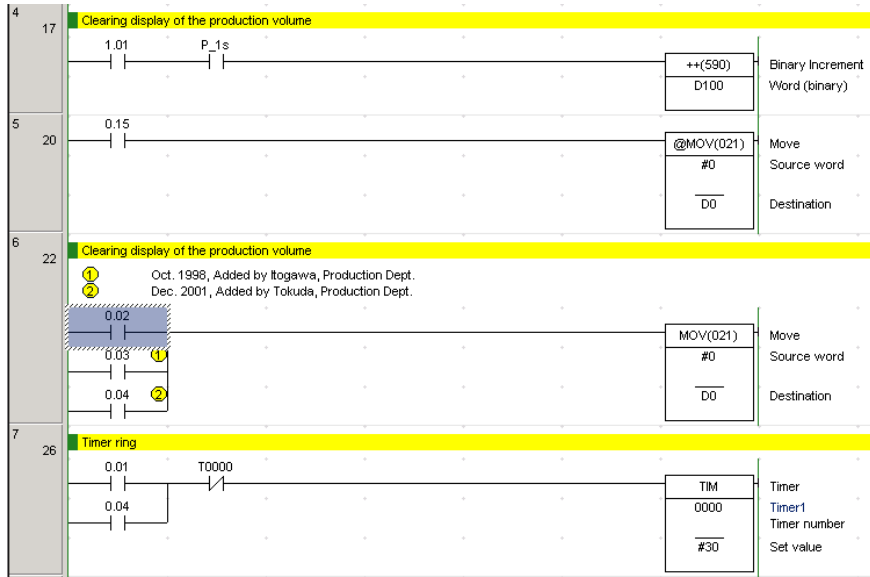 4
17
Clearing display of the production volume
1.01 P_1s
++(590) Binary Increment
D100 Word (binary)
5
20
0.15
@MOV(021) Move
#0 Source word
D0 Destination
6
22
Clearing display of the production volume
1 Oct. 1998, Added by Itogawa, Production Dept.
2 Dec. 2001, Added by Tokuda, Production Dept.
0.02
MOV(021) Move
0.03 1 #0 Source word
0.04 2 D0 Destination
7
26
Timer ring
0.01 T0000
TIM Timer
0.04 0000 Timer1
Timer number
#30 Set value